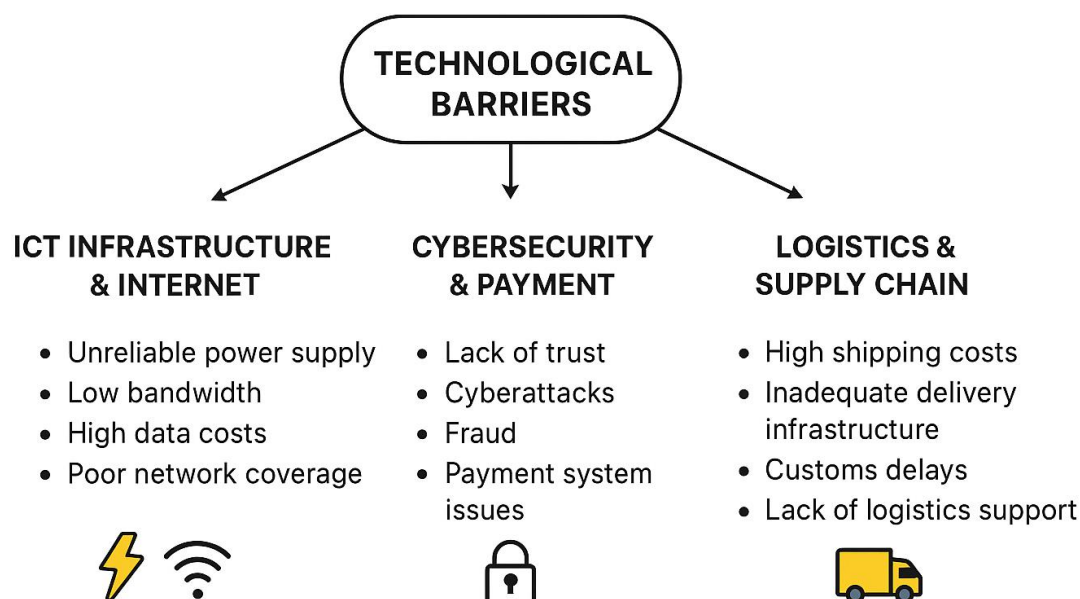 TECHNOLOGICAL
BARRIERS
ICT INFRASTRUCTURE
& INTERNET
• Unreliable power supply
• Low bandwidth
• High data costs
• Poor network coverage
CYBERSECURITY
& PAYMENT
• Lack of trust
• Cyberattacks
• Fraud
• Payment system
issues
LOGISTICS &
SUPPLY CHAIN
• High shipping costs
• Inadequate delivery
infrastructure
• Customs delays
• Lack of logistics support